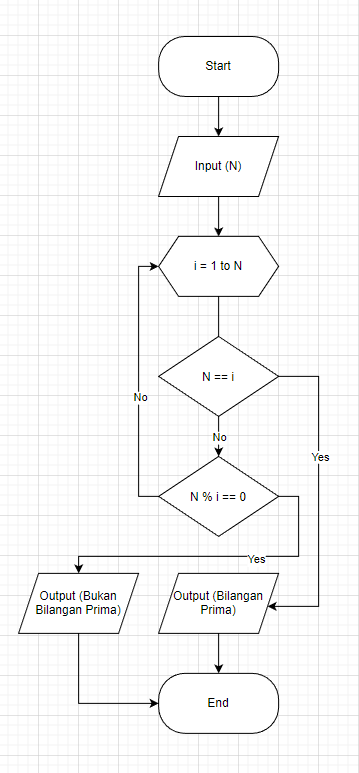 Start
Input (N)
i = 1 to N
N == i
No
No
Yes
N % i == 0
Yes
Output (Bukan
Bilangan Prima)
Output (Bilangan
Prima)
End